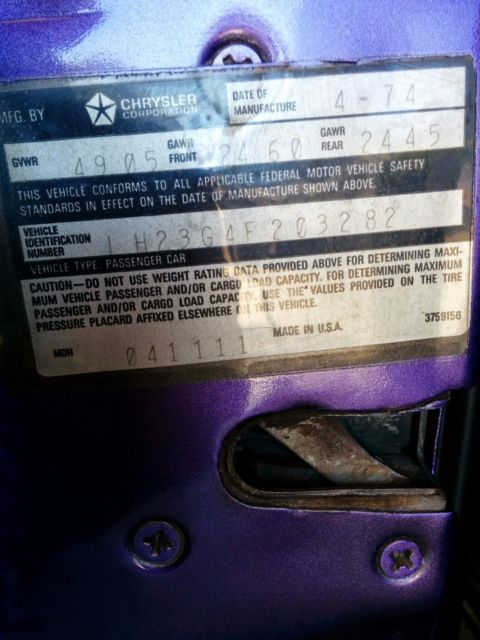 MFG. BY CHRYSLER CORPORATION DATE OF MANUFACTURE 4-74
GVWR 4905 GAWR FRONT 2460 GAWR REAR 2445
THIS VEHICLE CONFORMS TO ALL APPLICABLE FEDERAL MOTOR VEHICLE SAFETY
STANDARDS IN EFFECT ON THE DATE OF MANUFACTURE SHOWN ABOVE.
VEHICLE IDENTIFICATION NUMBER LH23G4F203282
VEHICLE TYPE: PASSENGER CAR
CAUTION—DO NOT USE WEIGHT RATING DATA PROVIDED ABOVE FOR DETERMINING MAXI-
MUM VEHICLE PASSENGER AND/OR CARGO LOAD CAPACITY. FOR DETERMINING MAXIMUM
PASSENGER AND/OR CARGO LOAD CAPACITY, USE THE VALUES PROVIDED ON THE TIRE
PRESSURE PLACARD AFFIXED ELSEWHERE ON THIS VEHICLE.
MADE IN U.S.A. 3759156
MDH 041111